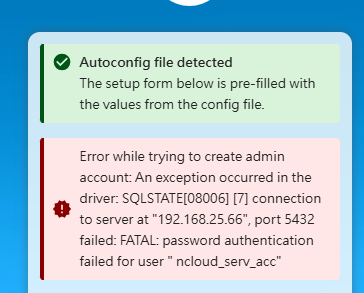 Autoconfig file detected
The setup form below is pre-filled with
the values from the config file.
Error while trying to create admin
account: An exception occurred in the
driver: SQLSTATE[08006] [7] connection
to server at "192.168.25.66", port 5432
failed: FATAL: password authentication
failed for user " ncloud_serv_acc"